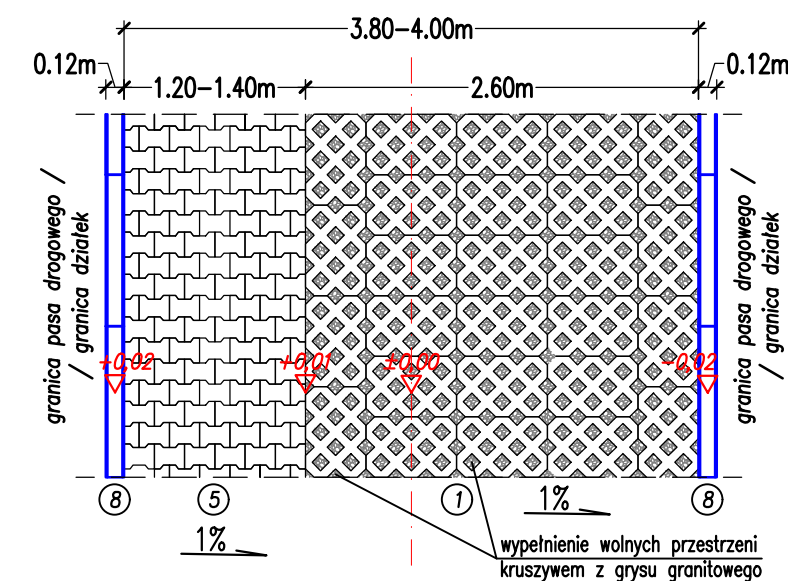 3.80-4.00m
0.12m
0.12m
1.20-1.40m
2.60m
granica pasa drogowego /
/ granica działek
granica pasa drogowego /
/ granica działek
+0,02
+0,01
±0,00
-0,02
8
5
1
8
1%
1%
wypełnienie wolnych przestrzeni
kruszywem z grysu granitowego